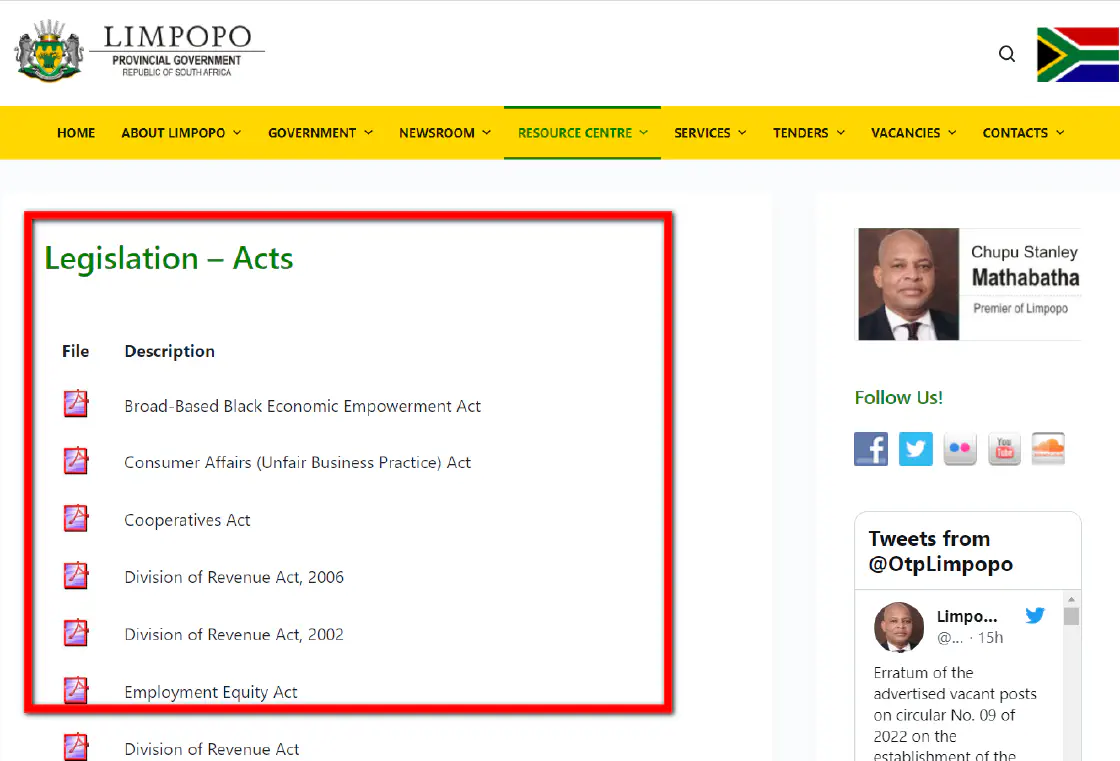 LIMPOPO
PROVINCIAL GOVERNMENT
REPUBLIC OF SOUTH AFRICA
HOME ABOUT LIMPOPO GOVERNMENT NEWSROOM RESOURCE CENTRE SERVICES TENDERS VACANCIES CONTACTS
Legislation – Acts
File Description
Broad-Based Black Economic Empowerment Act
Consumer Affairs (Unfair Business Practice) Act
Cooperatives Act
Division of Revenue Act, 2006
Division of Revenue Act, 2002
Employment Equity Act
Division of Revenue Act
Chupu Stanley
Mathabatha
Premier of Limpopo
Follow Us!
You
Tube
Tweets from
@OtpLimpopo
Limpo...
@... · 15h
Erratum of the
advertised vacant posts
on circular No. 09 of
2022 on the
establishment of the